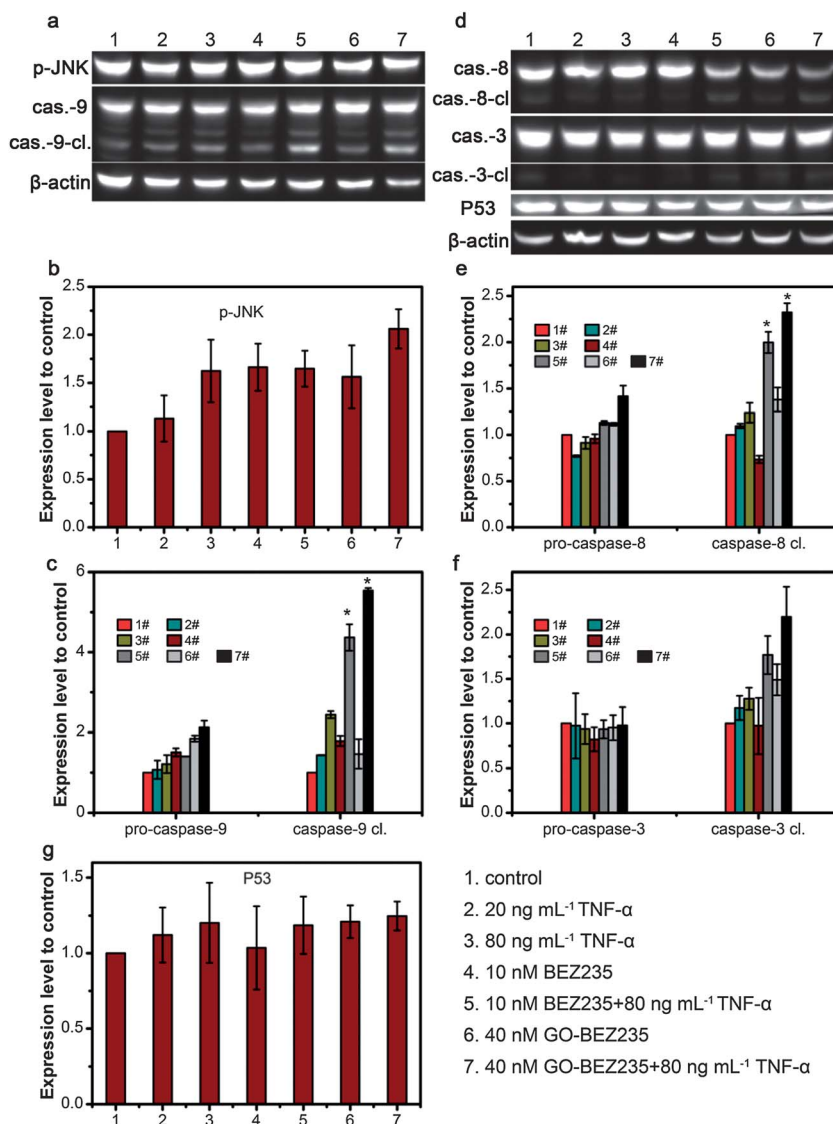 a
1 2 3 4 5 6 7
p-JNK
cas.-9
cas.-9-cl.
β-actin
d
1 2 3 4 5 6 7
cas.-8
cas.-8-cl
cas.-3
cas.-3-cl
P53
β-actin
b
Expression level to control
2.5
2.0
1.5
1.0
0.5
0.0
p-JNK
1 2 3 4 5 6 7
e
Expression level to control
2.5
2.0
1.5
1.0
0.5
0.0
1# 2#
3# 4#
5# 6# 7#
* *
pro-caspase-8 caspase-8 cl.
c
Expression level to control
6
4
2
0
1# 2#
3# 4#
5# 6# 7#
* *
pro-caspase-9 caspase-9 cl.
f
Expression level to control
2.5
2.0
1.5
1.0
0.5
0.0
1# 2#
3# 4#
5# 6# 7#
pro-caspase-3 caspase-3 cl.
g
Expression level to control
1.5
1.0
0.5
0.0
P53
1 2 3 4 5 6 7
1. control
2. 20 ng mL⁻¹ TNF-α
3. 80 ng mL⁻¹ TNF-α
4. 10 nM BEZ235
5. 10 nM BEZ235+80 ng mL⁻¹ TNF-α
6. 40 nM GO-BEZ235
7. 40 nM GO-BEZ235+80 ng mL⁻¹ TNF-α